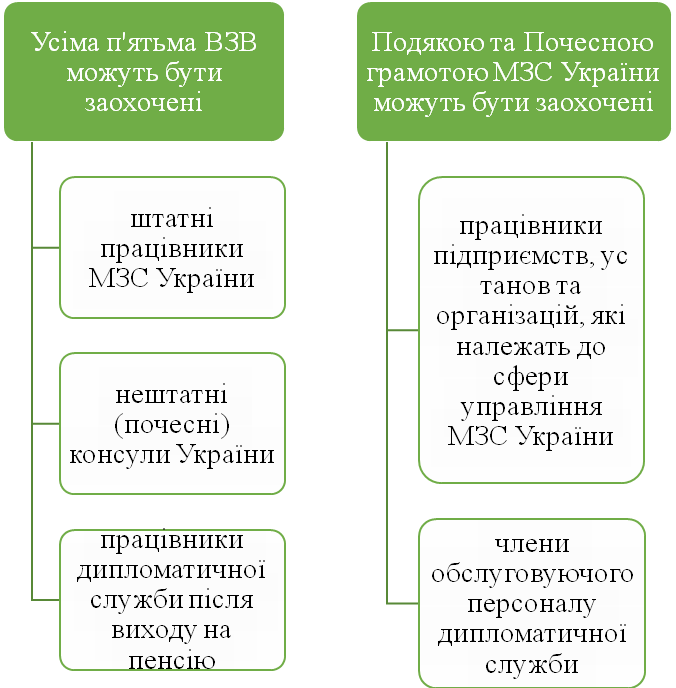 Усіма п'ятьма ВЗВ
можуть бути
заохочені
штатні
працівники
МЗС України
нештатні
(почесні)
консули України
працівники
дипломатичної
служби після
виходу на
пенсію
Подякою та Почесною
грамотою МЗС України
можуть бути заохочені
працівники
підприємств, ус
танов та
організацій, які
належать до
сфери
управління
МЗС України
члени
обслуговуючого
персоналу
дипломатичної
служби